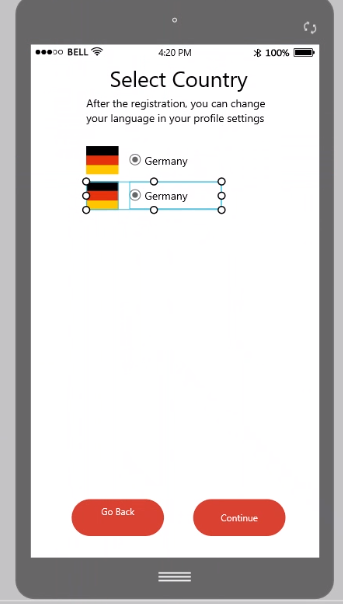 BELL 4:20 PM 100%
Select Country
After the registration, you can change
your language in your profile settings
Germany
Germany
Go Back
Continue